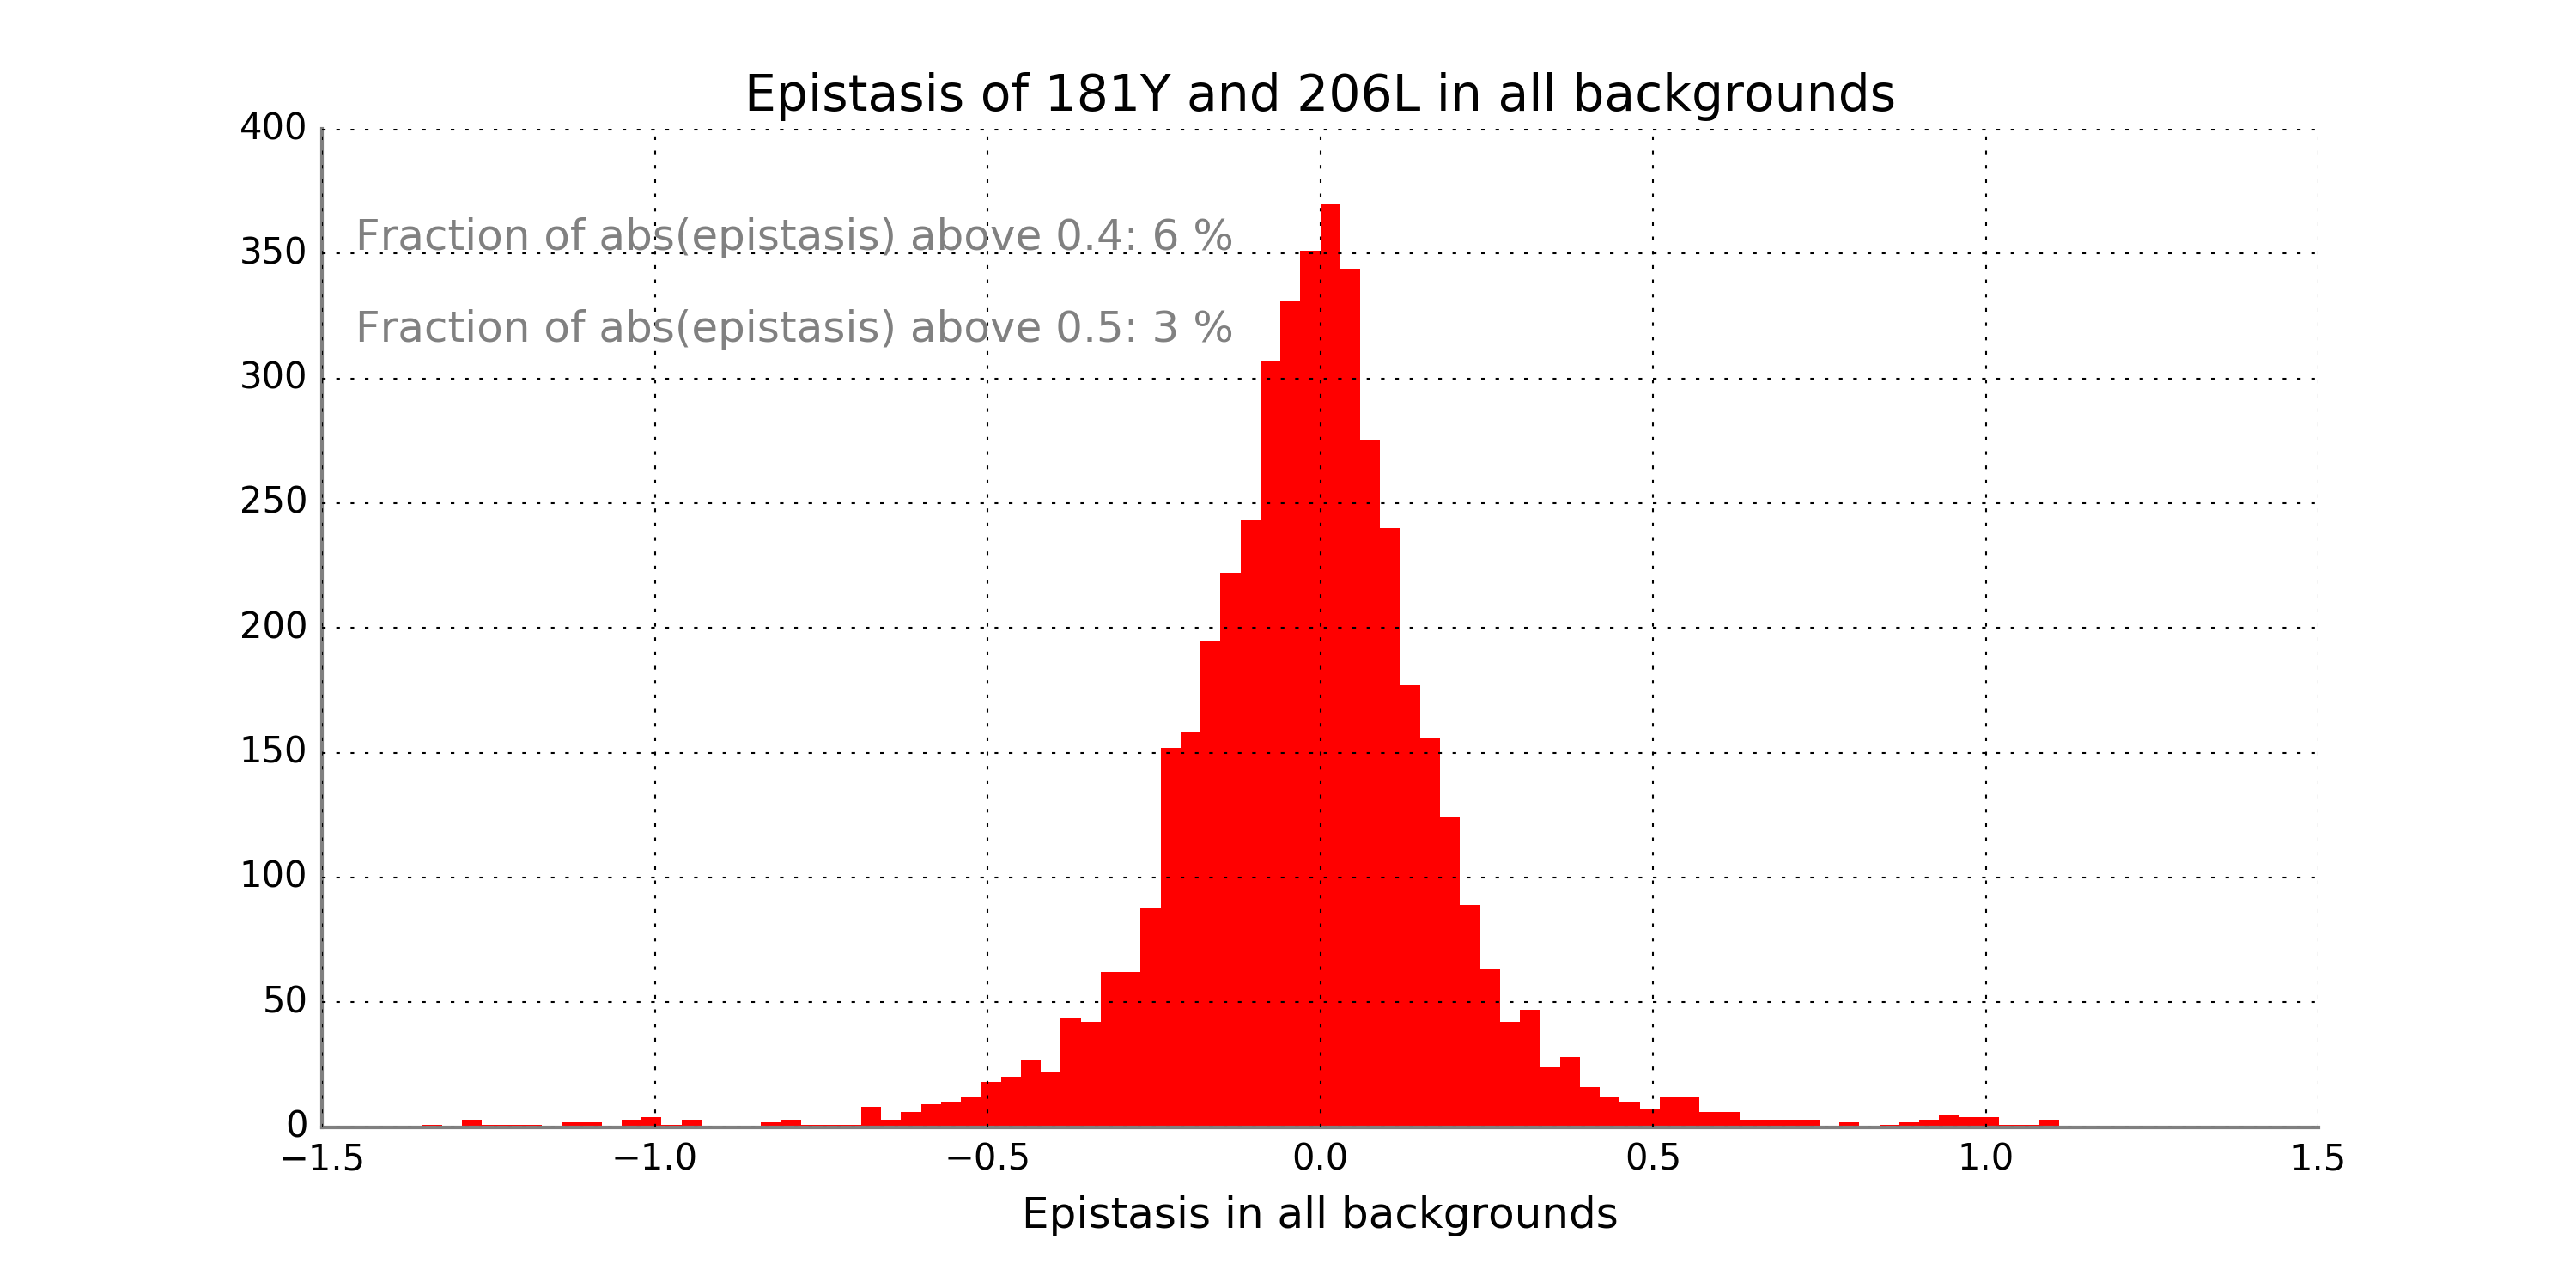 Epistasis of 181Y and 206L in all backgrounds
400
350
300
250
200
150
100
50
0
Fraction of abs(epistasis) above 0.4: 6 %
Fraction of abs(epistasis) above 0.5: 3 %
−1.5 −1.0 −0.5 0.0 0.5 1.0 1.5
Epistasis in all backgrounds